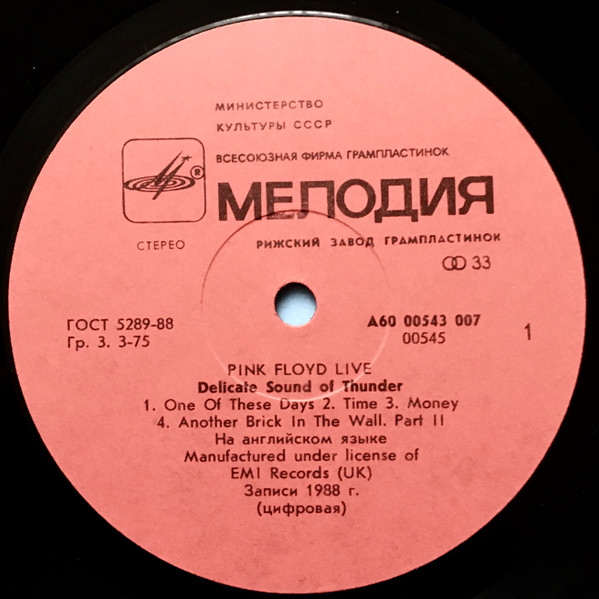 МИНИСТЕРСТВО
КУЛЬТУРЫ СССР
ВСЕСОЮЗНАЯ ФИРМА ГРАМПЛАСТИНОК
®
МЕЛОДИЯ
СТЕРЕО
РИЖСКИЙ ЗАВОД ГРАМПЛАСТИНОК
33
ГОСТ 5289-88
Гр. 3. 3-75
А60 00543 007
00545
1
PINK FLOYD LIVE
Delicate Sound of Thunder
1. One Of These Days 2. Time 3. Money
4. Another Brick In The Wall. Part II
На английском языке
Manufactured under license of
EMI Records (UK)
Записи 1988 г.
(цифровая)